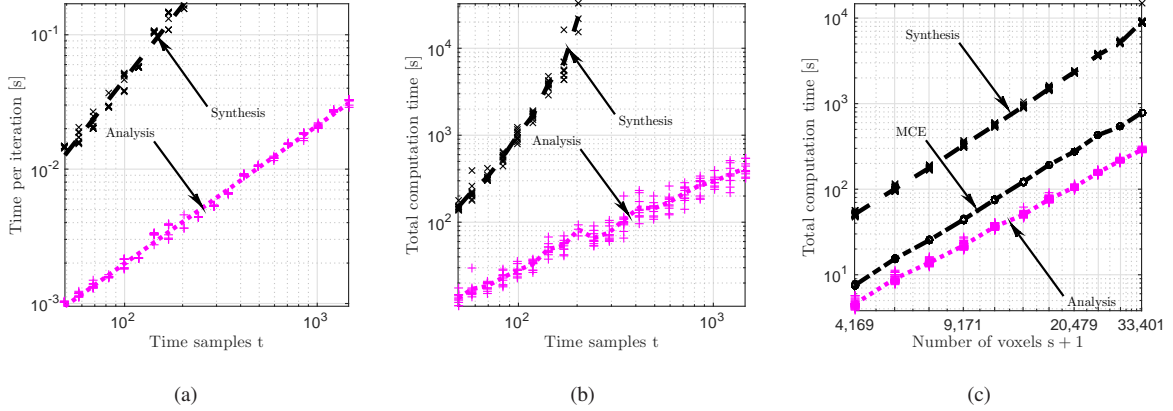 10^-1
10^-2
10^-3
10^2
10^3
Time per iteration [s]
Time samples t
Synthesis
Analysis
(a)
10^4
10^3
10^2
10^2
10^3
Total computation time [s]
Time samples t
Synthesis
Analysis
(b)
10^4
10^3
10^2
10^1
4,169
9,171
20,479
33,401
Total computation time [s]
Number of voxels s + 1
Synthesis
MCE
Analysis
(c)